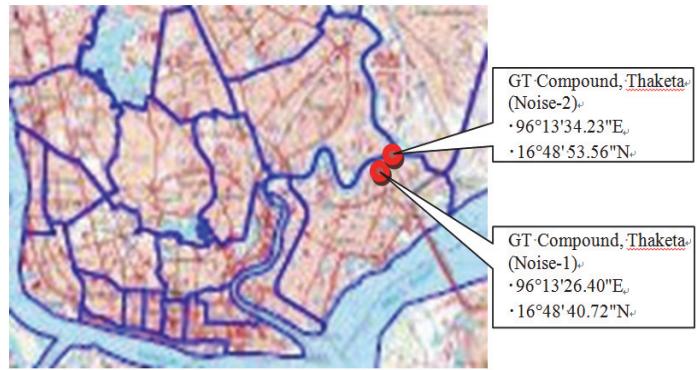 GT Compound, Thaketa
(Noise-2)
·96°13'34.23"E
·16°48'53.56"N
GT Compound, Thaketa
(Noise-1)
·96°13'26.40"E
·16°48'40.72"N